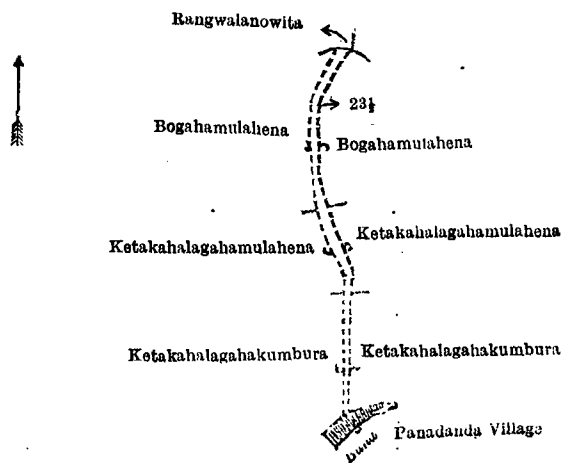 Rangwalanowita
23½
Bogahamulahena
Bogahamulahena
Ketakahalagahamulahena
Ketakahalagahamulahena
Ketakahalagahakumbura
Ketakahalagahakumbura
Panadanda Village